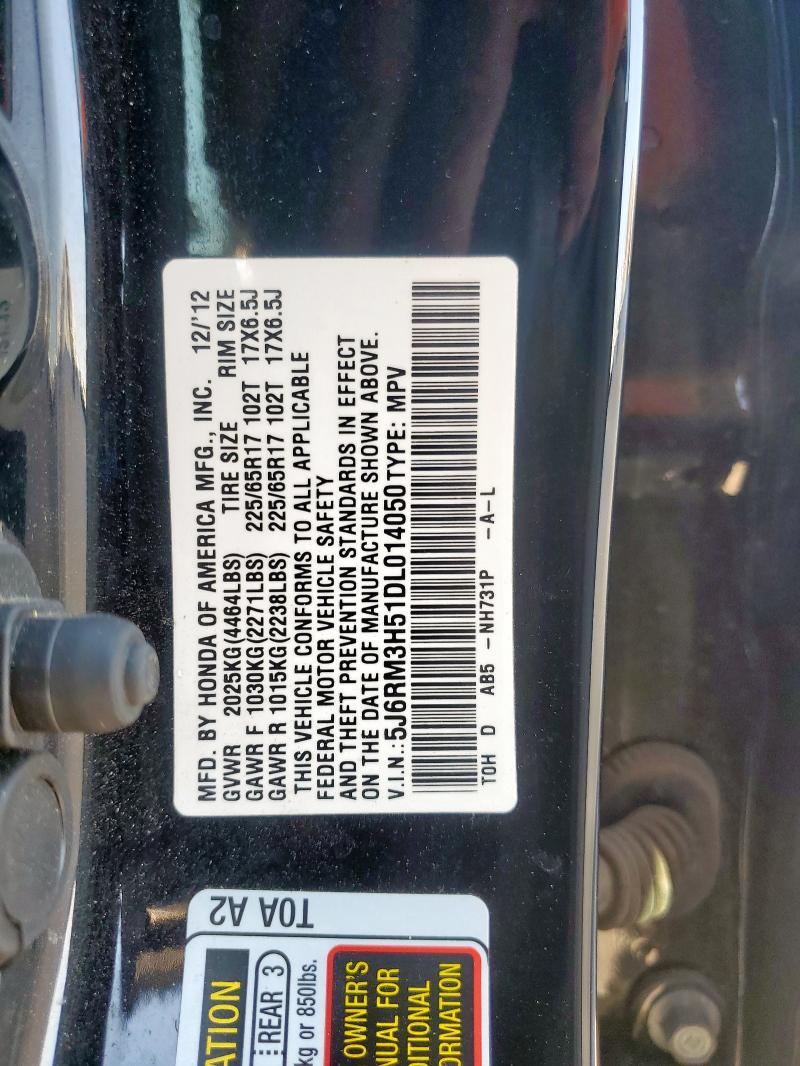 MFD. BY HONDA OF AMERICA MFG., INC. 12/'12
GVWR 2025KG(4464LBS) TIRE SIZE RIM SIZE
GAWR F 1030KG(2271LBS) 225/65R17 102T 17X6.5J
GAWR R 1015KG(2238LBS) 225/65R17 102T 17X6.5J
THIS VEHICLE CONFORMS TO ALL APPLICABLE
FEDERAL MOTOR VEHICLE SAFETY
AND THEFT PREVENTION STANDARDS IN EFFECT
ON THE DATE OF MANUFACTURE SHOWN ABOVE.
V.I.N.:5J6RM3H51DL014050 TYPE: MPV
TOH D AB5 -NH731P -A-L
T0A A2
ATION
REAR 3
kg or 850lbs.
OWNER'S
NUAL FOR
DITIONAL
ORMATION